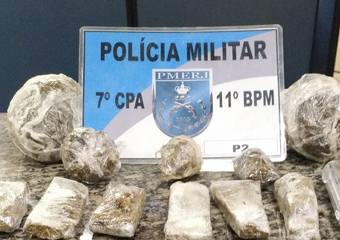 POLÍCIA MILITAR
PMERJ
7º CPA 11º BPM
P2